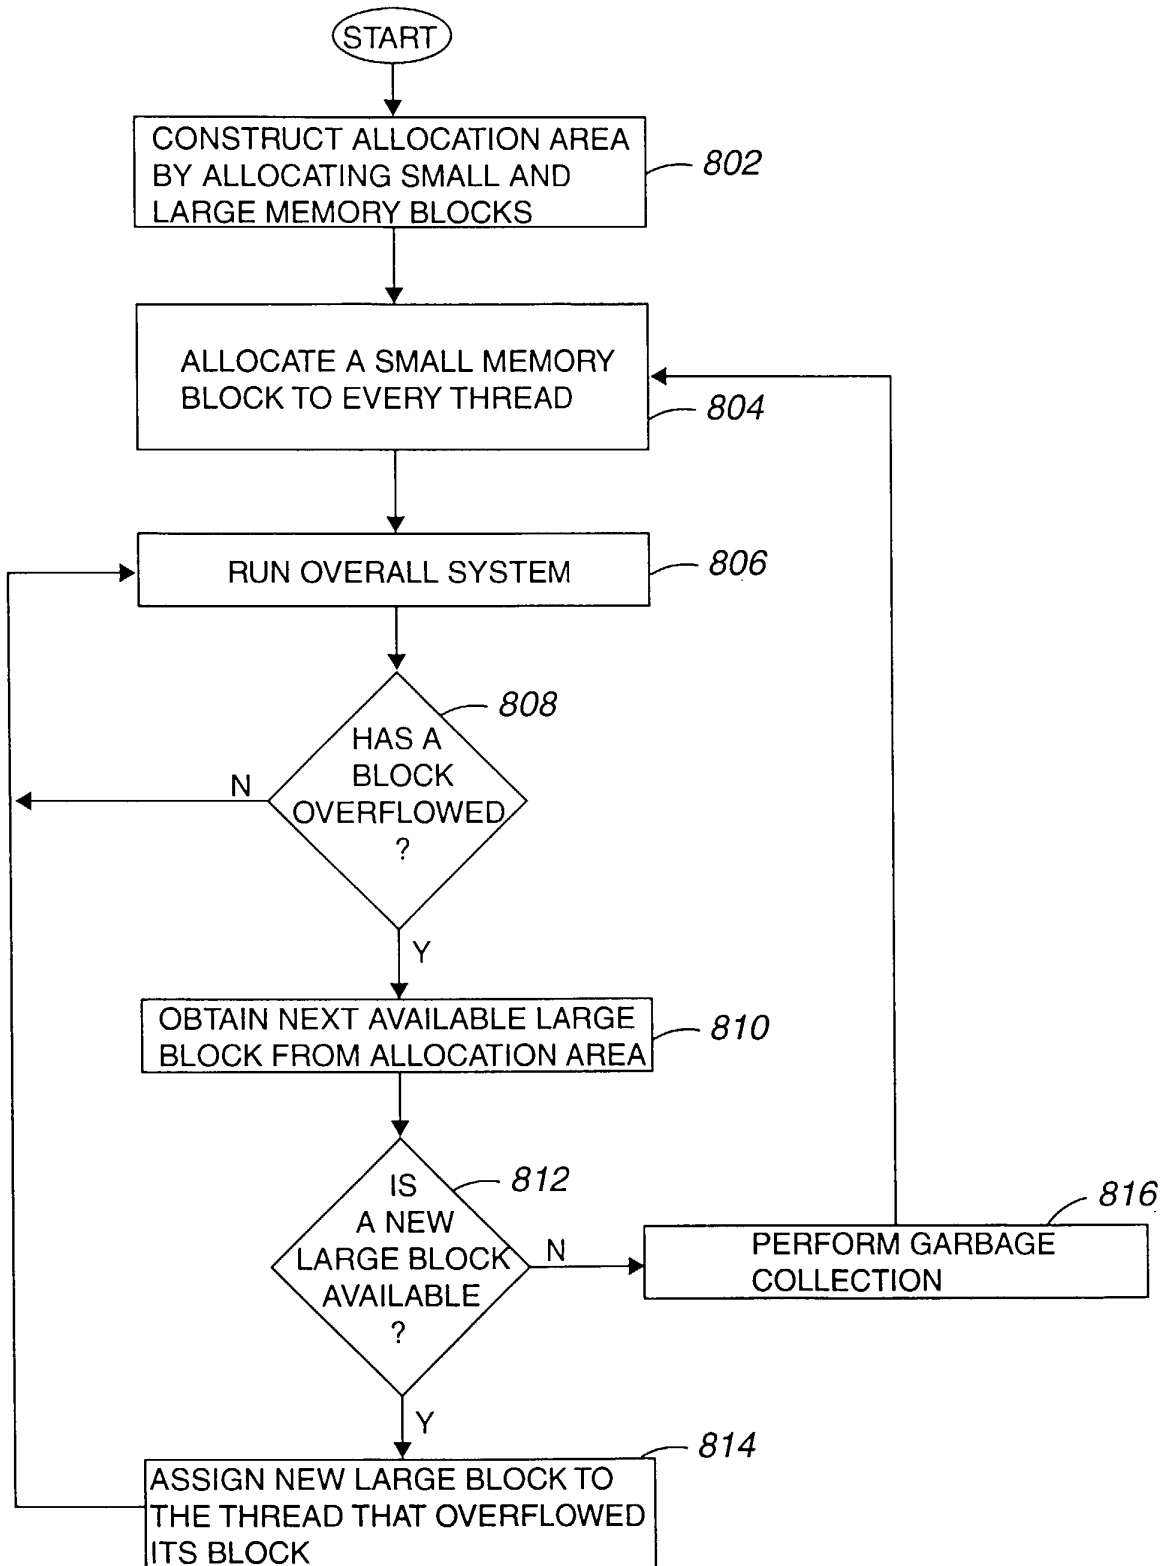 START
CONSTRUCT ALLOCATION AREA
BY ALLOCATING SMALL AND
LARGE MEMORY BLOCKS
802
ALLOCATE A SMALL MEMORY
BLOCK TO EVERY THREAD
804
RUN OVERALL SYSTEM
806
808
HAS A
BLOCK
OVERFLOWED
?
N
Y
OBTAIN NEXT AVAILABLE LARGE
BLOCK FROM ALLOCATION AREA
810
812
IS
A NEW
LARGE BLOCK
AVAILABLE
?
N
816
PERFORM GARBAGE
COLLECTION
Y
814
ASSIGN NEW LARGE BLOCK TO
THE THREAD THAT OVERFLOWED
ITS BLOCK